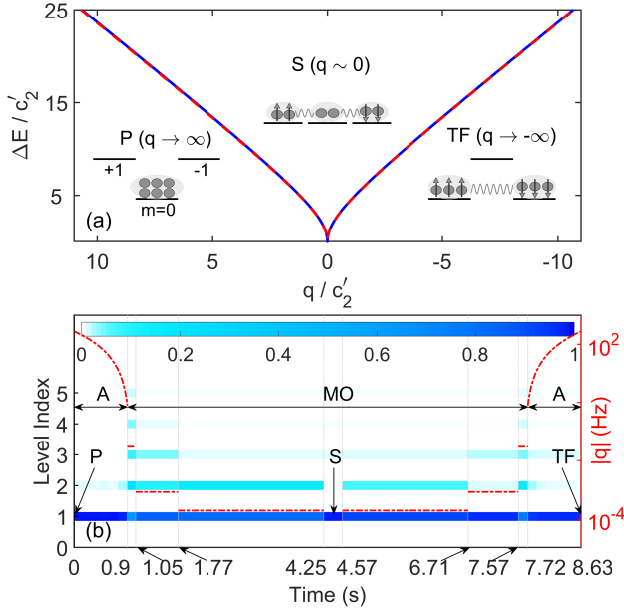 25
15
5
ΔE / c′₂
S (q ~ 0)
P (q → ∞)
TF (q → -∞)
+1
-1
m=0
(a)
10
5
0
-5
-10
q / c′₂
0
0.2
0.4
0.6
0.8
1
10²
A
MO
A
5
4
3
2
1
0
Level Index
|q| (Hz)
P
S
TF
10⁻⁴
(b)
0
0.9
1.05
1.77
4.25
4.57
6.71
7.57
7.72
8.63
Time (s)